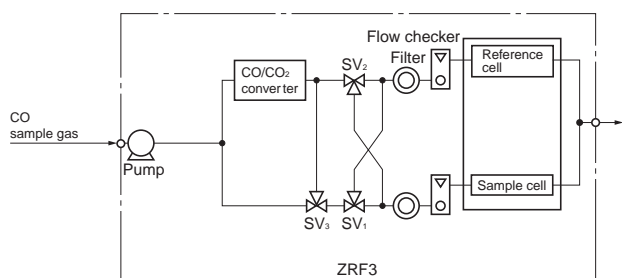 Flow checker
Filter
SV₂
CO/CO₂
converter
Reference
cell
CO
sample gas
Pump
SV₃
SV₁
Sample cell
ZRF3